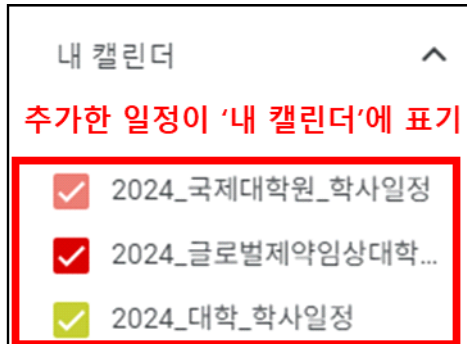 내 캘린더
추가한 일정이 ‘내 캘린더’에 표기
2024_국제대학원_학사일정
2024_글로벌제약임상대학...
2024_대학_학사일정